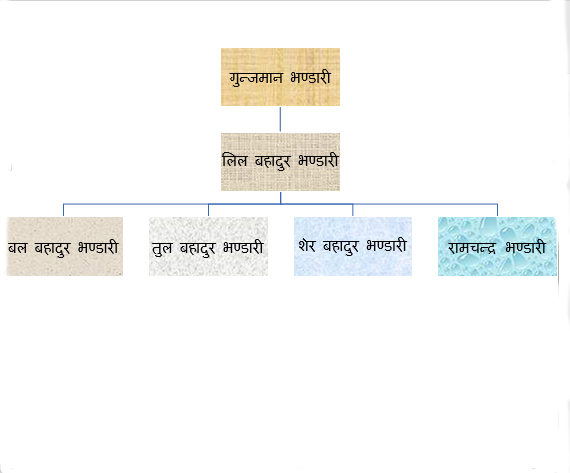 गुन्जमान भण्डारी
लिल बहादुर भण्डारी
बल बहादुर भण्डारी
तुल बहादुर भण्डारी
शेर बहादुर भण्डारी
रामचन्द्र भण्डारी